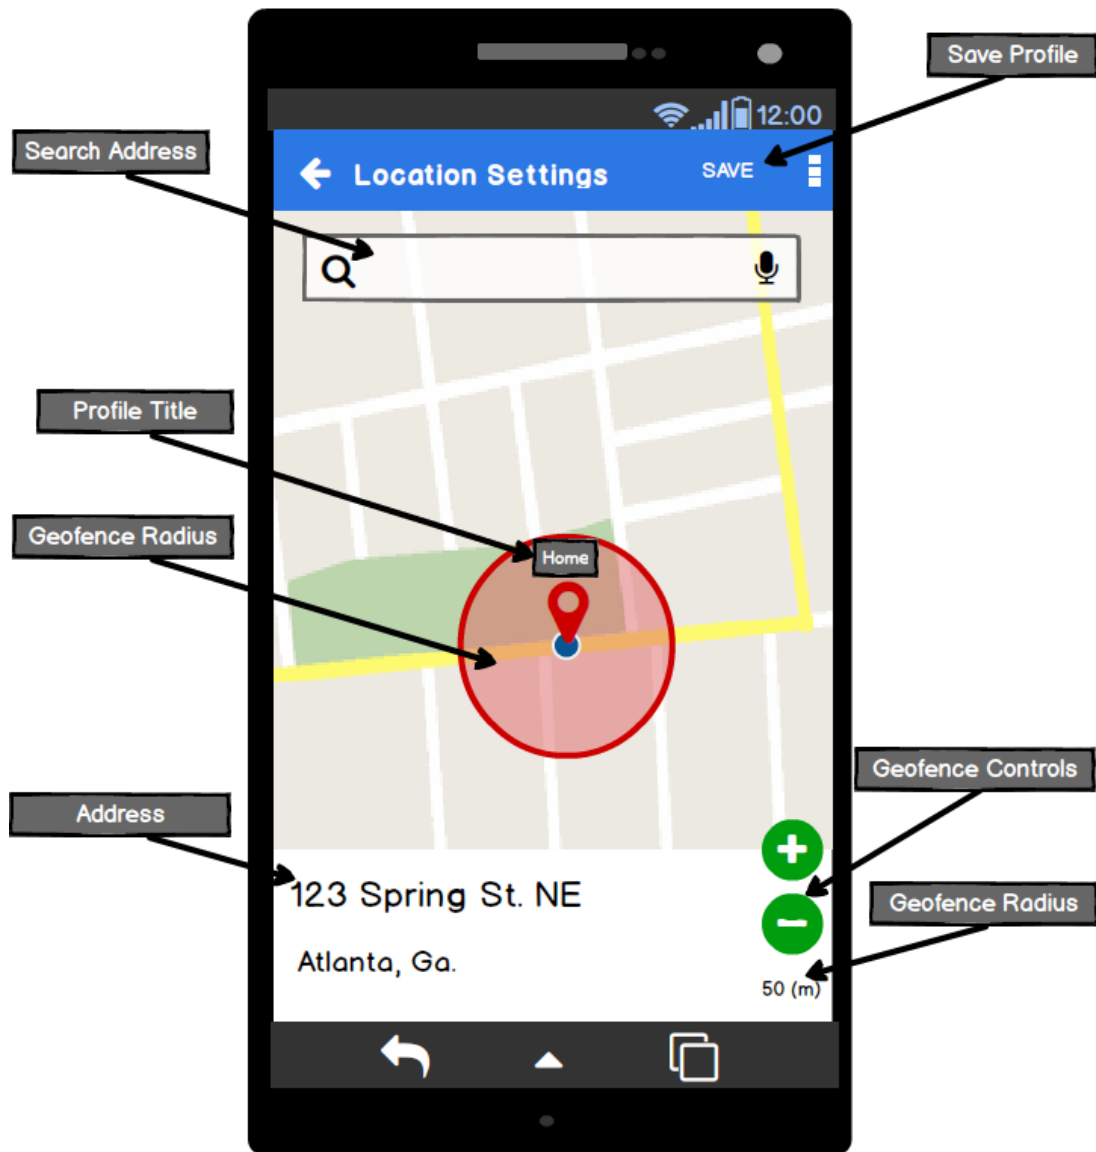 Save Profile
12:00
Search Address
Location Settings
SAVE
Profile Title
Geofence Radius
Home
Geofence Controls
Address
123 Spring St. NE
Geofence Radius
Atlanta, Ga.
50 (m)